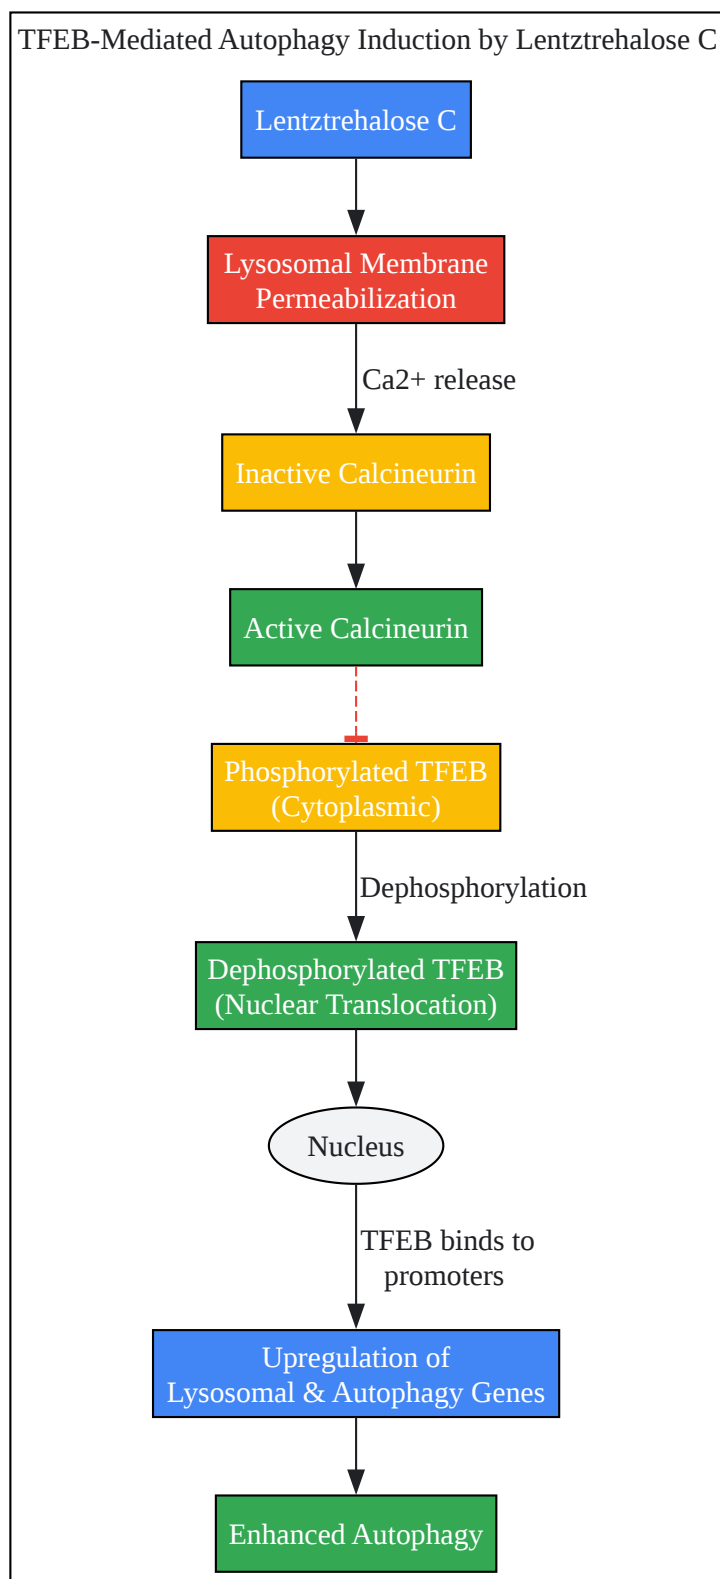 TFEB-Mediated Autophagy Induction by Lentztrehalose C
Lentztrehalose C
Lysosomal Membrane
Permeabilization
Ca2+ release
Inactive Calcineurin
Active Calcineurin
Phosphorylated TFEB
(Cytoplasmic)
Dephosphorylation
Dephosphorylated TFEB
(Nuclear Translocation)
Nucleus
TFEB binds to
promoters
Upregulation of
Lysosomal & Autophagy Genes
Enhanced Autophagy